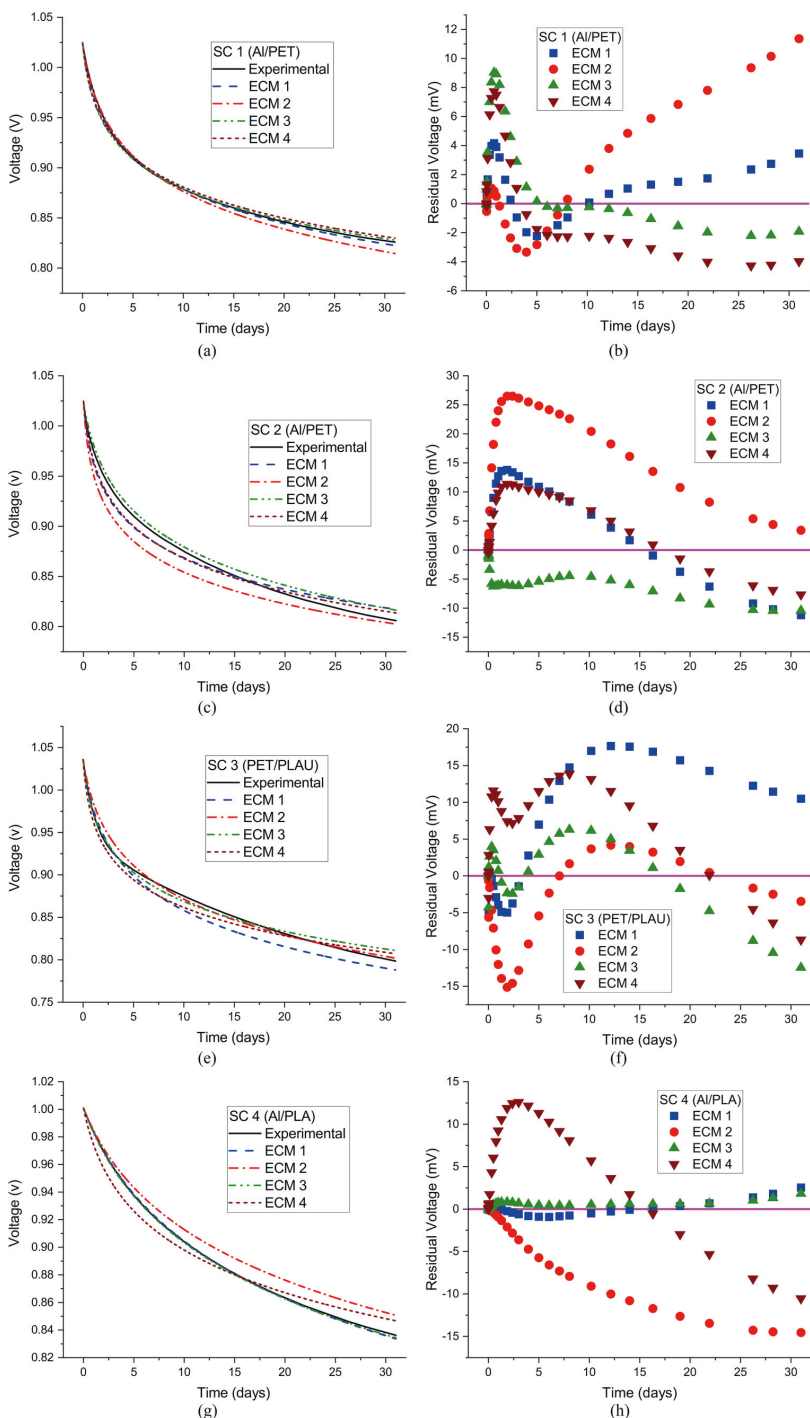 1.05
1.00
0.95
0.90
0.85
0.80
Voltage (V)
SC 1 (Al/PET)
Experimental
ECM 1
ECM 2
ECM 3
ECM 4
0 5 10 15 20 25 30
Time (days)
(a)
12
10
8
6
4
2
0
-2
-4
-6
Residual Voltage (mV)
SC 1 (Al/PET)
ECM 1
ECM 2
ECM 3
ECM 4
0 5 10 15 20 25 30
Time (days)
(b)
1.05
1.00
0.95
0.90
0.85
0.80
Voltage (v)
SC 2 (Al/PET)
Experimental
ECM 1
ECM 2
ECM 3
ECM 4
0 5 10 15 20 25 30
Time (days)
(c)
30
25
20
15
10
5
0
-5
-10
-15
Residual Voltage (mV)
SC 2 (Al/PET)
ECM 1
ECM 2
ECM 3
ECM 4
0 5 10 15 20 25 30
Time (days)
(d)
1.05
1.00
0.95
0.90
0.85
0.80
0.75
Voltage (v)
SC 3 (PET/PLAU)
Experimental
ECM 1
ECM 2
ECM 3
ECM 4
0 5 10 15 20 25 30
Time (days)
(e)
20
15
10
5
0
-5
-10
-15
Residual Voltage (mV)
SC 3 (PET/PLAU)
ECM 1
ECM 2
ECM 3
ECM 4
0 5 10 15 20 25 30
Time (days)
(f)
1.02
1.00
0.98
0.96
0.94
0.92
0.90
0.88
0.86
0.84
0.82
Voltage (v)
SC 4 (Al/PLA)
Experimental
ECM 1
ECM 2
ECM 3
ECM 4
0 5 10 15 20 25 30
Time (days)
(g)
15
10
5
0
-5
-10
-15
Residual Voltage (mV)
SC 4 (Al/PLA)
ECM 1
ECM 2
ECM 3
ECM 4
0 5 10 15 20 25 30
Time (days)
(h)